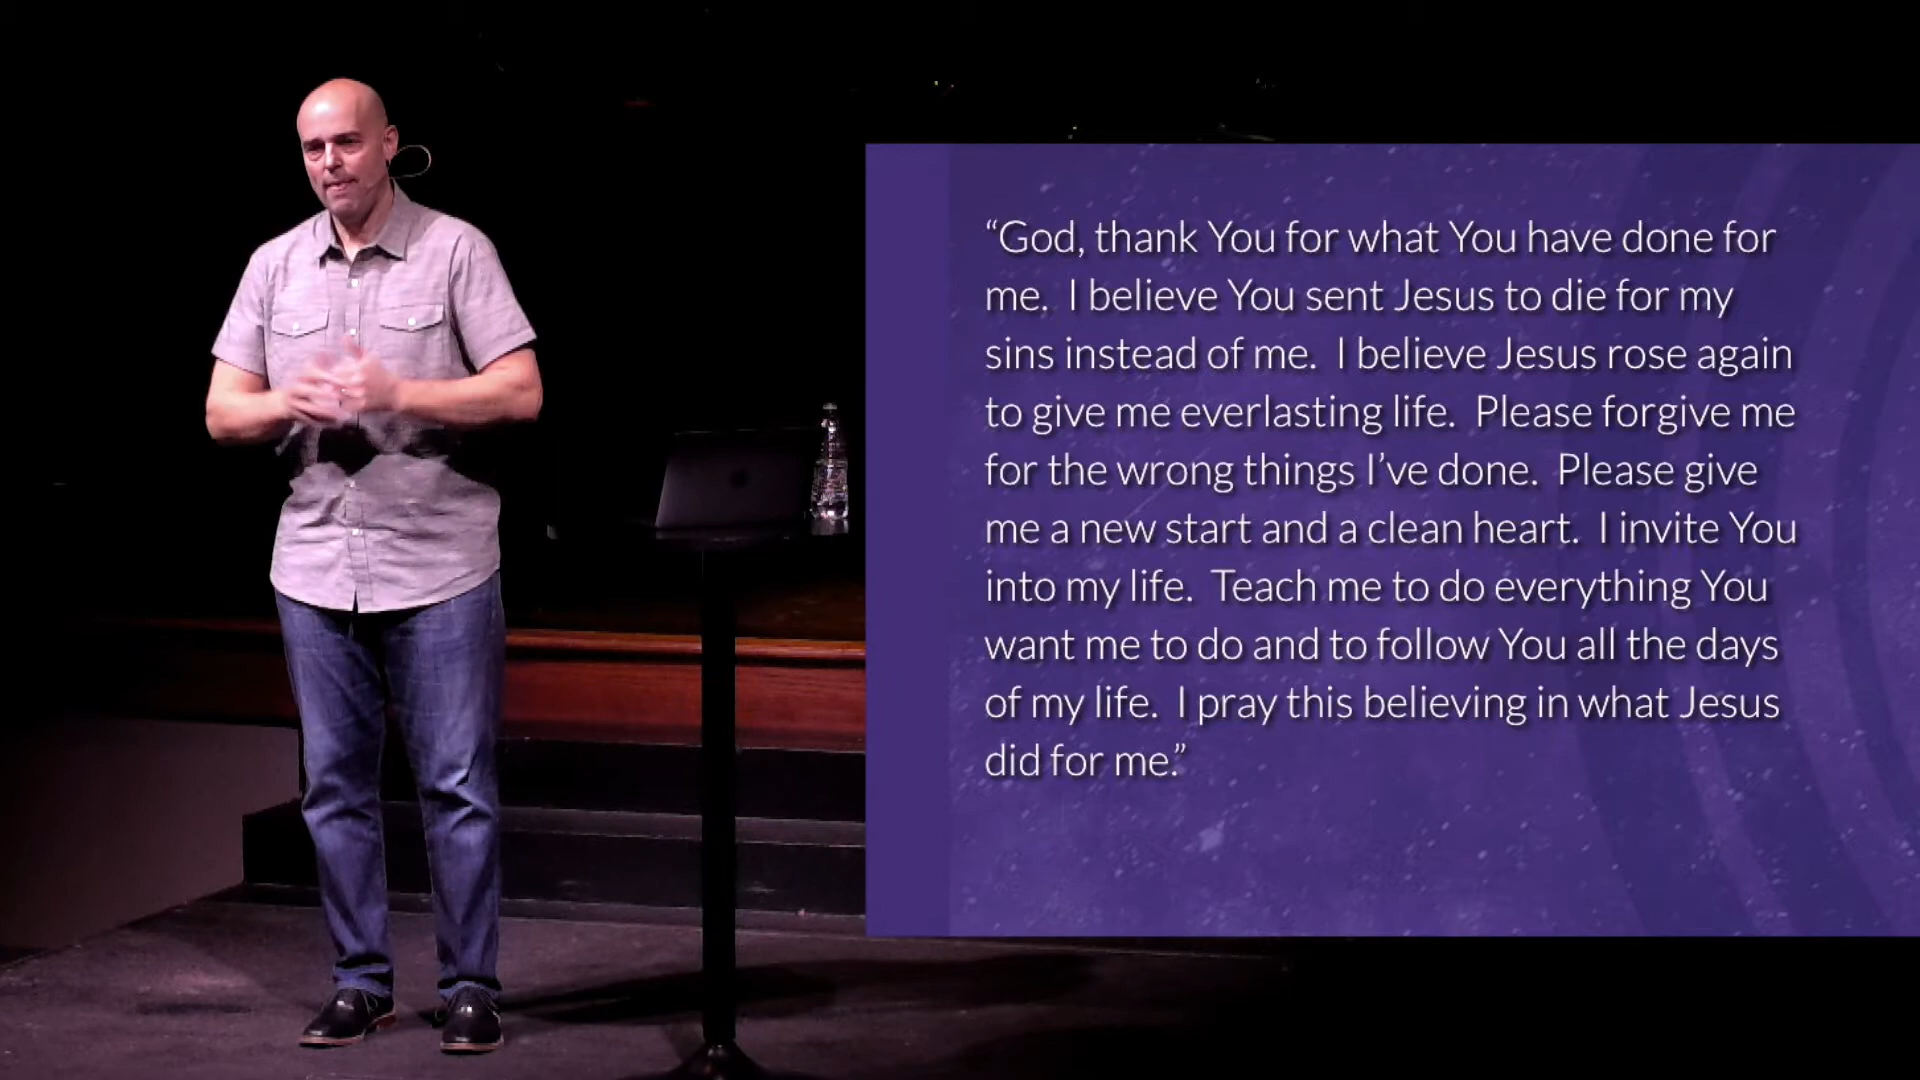 “God, thank You for what You have done for
me.  I believe You sent Jesus to die for my
sins instead of me.  I believe Jesus rose again
to give me everlasting life.  Please forgive me
for the wrong things I’ve done.  Please give
me a new start and a clean heart.  I invite You
into my life.  Teach me to do everything You
want me to do and to follow You all the days
of my life.  I pray this believing in what Jesus
did for me.”